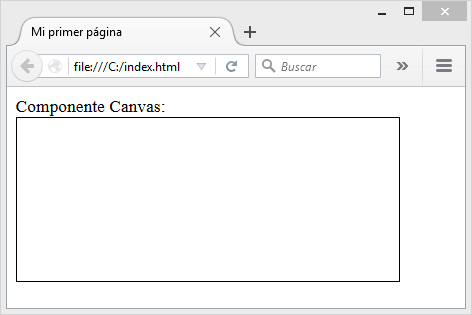 Mi primer página
file:///C:/index.html
Buscar
Componente Canvas: